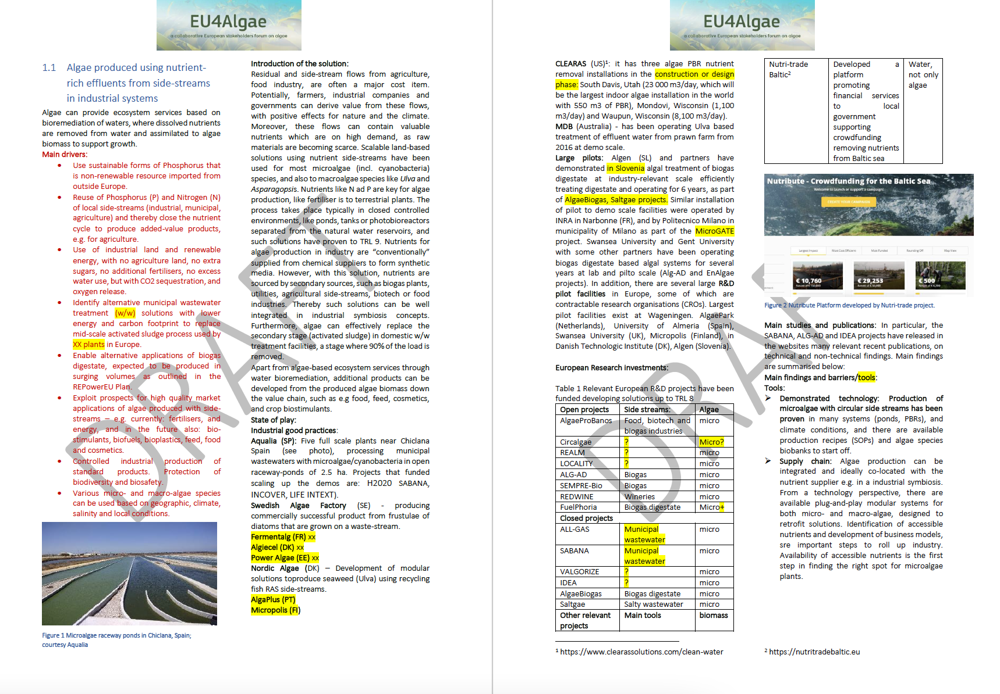 EU4Algae
a collaborative European stakeholders forum on algae
1.1 Algae produced using nutrient-
rich effluents from side-streams
in industrial systems
Algae can provide ecosystem services based on
bioremediation of waters, where dissolved nutrients
are removed from water and assimilated to algae
biomass to support growth.
Main drivers:
• Use sustainable forms of Phosphorus that
is non-renewable resource imported from
outside Europe.
• Reuse of Phosphorus (P) and Nitrogen (N)
of local side-streams (industrial, municipal,
agriculture) and thereby close the nutrient
cycle to produce added-value products,
e.g. for agriculture.
• Use of industrial land and renewable
energy, with no agriculture land, no extra
sugars, no additional fertilisers, no excess
water use, but with CO2 sequestration, and
oxygen release.
• Identify alternative municipal wastewater
treatment (w/w) solutions with lower
energy and carbon footprint to replace
mid-scale activated sludge process used by
XX plants in Europe.
• Enable alternative applications of biogas
digestate, expected to be produced in
surging volumes as outlined in the
REPowerEU Plan.
• Exploit prospects for high quality market
applications of algae produced with side-
streams – e.g. currently: fertilisers, and
energy, and in the future also: bio-
stimulants, biofuels, bioplastics, feed, food
and cosmetics.
• Controlled industrial production of
standard products. Protection of
biodiversity and biosafety.
• Various micro- and macro-algae species
can be used based on geographic, climate,
salinity and local conditions.
Figure 1 Microalgae raceway ponds in Chiclana, Spain;
courtesy Aqualia
Introduction of the solution:
Residual and side-stream flows from agriculture,
food industry, are often a major cost item.
Potentially, farmers, industrial companies and
governments can derive value from these flows,
with positive effects for nature and the climate.
Moreover, these flows can contain valuable
nutrients which are on high demand, as raw
materials are becoming scarce. Scalable land-based
solutions using nutrient side-streams have been
used for most microalgae (incl. cyanobacteria)
species, and also to macroalgae species like Ulva and
Asparagopsis. Nutrients like N ad P are key for algae
production, like fertiliser is to terrestrial plants. The
process takes place typically in closed controlled
environments, like ponds, tanks or photobioreactors
separated from the natural water reservoirs, and
such solutions have proven to TRL 9. Nutrients for
algae production in industry are “conventionally”
supplied from chemical suppliers to form synthetic
media. However, with this solution, nutrients are
sourced by secondary sources, such as biogas plants,
utilities, agricultural side-streams, biotech or food
industries. Thereby such solutions can be well
integrated in industrial symbiosis concepts.
Furthermore, algae can effectively replace the
secondary stage (activated sludge) in domestic w/w
treatment facilities, a stage where 90% of the load is
removed.
Apart from algae-based ecosystem services through
water bioremediation, additional products can be
developed from the produced algae biomass down
the value chain, such as e.g food, feed, cosmetics,
and crop biostimulants.
State of play:
Industrial good practices:
Aqualia (SP): Five full scale plants near Chiclana
Spain (see photo), processing municipal
wastewaters with microalgae/cyanobacteria in open
raceway-ponds of 2.5 ha. Projects that funded
scaling up the demos are: H2020 SABANA,
INCOVER, LIFE INTEXT).
Swedish Algae Factory (SE) - producing
commercially successful product from frustulae of
diatoms that are grown on a waste-stream.
Fermentalg (FR) xx
Algiecel (DK) xx
Power Algae (EE) xx
Nordic Algae (DK) – Development of modular
solutions toproduce seaweed (Ulva) using recycling
fish RAS side-streams.
AlgaPlus (PT)
Micropolis (FI)
DRAFT
EU4Algae
a collaborative European stakeholders forum on algae
CLEARAS (US)1: it has three algae PBR nutrient
removal installations in the construction or design
phase: South Davis, Utah (23 000 m3/day, which will
be the largest indoor algae installation in the world
with 550 m3 of PBR), Mondovi, Wisconsin (1,100
m3/day) and Waupun, Wisconsin (8,100 m3/day).
MDB (Australia) - has been operating Ulva based
treatment of effluent water from prawn farm from
2016 at demo scale.
Large pilots: Algen (SL) and partners have
demonstrated in Slovenia algal treatment of biogas
digestate at industry-relevant scale efficiently
treating digestate and operating for 6 years, as part
of AlgaeBiogas, Saltgae projects. Similar installation
of pilot to demo scale facilities were operated by
INRA in Narbonne (FR), and by Politecnico Milano in
municipality of Milano as part of the MicroGATE
project. Swansea University and Gent University
with some other partners have been operating
biogas digestate based algal systems for several
years at lab and pilto scale (Alg-AD and EnAlgae
projects). In addition, there are several large R&D
pilot facilities in Europe, some of which are
contractable research organisations (CROs). Largest
pilot facilities exist at Wageningen. AlgaePark
(Netherlands), University of Almeria (Spain),
Swansea University (UK), Micropolis (Finland), in
Danish Technologic Institute (DK), Algen (Slovenia).
European Research investments:
Table 1 Relevant European R&D projects have been
funded developing solutions up to TRL 8
Open projects Side streams: Algae
AlgaeProBanos Food, biotech and micro
biogas industries
Circalgae ? Micro?
REALM ? micro
LOCALITY ? micro
ALG-AD Biogas micro
SEMPRE-Bio Biogas micro
REDWINE Wineries micro
FuelPhoria Biogas digestate Micro+
Closed projects
ALL-GAS Municipal micro
wastewater
SABANA Municipal micro
wastewater
VALGORIZE ? micro
IDEA ? micro
AlgaeBiogas Biogas digestate micro
Saltgae Salty wastewater micro
Other relevant Main tools biomass
projects
1 https://www.clearassolutions.com/clean-water
Nutri-trade Developed a Water,
Baltic2 platform not only
promoting algae
financial services
to local
government
supporting
crowdfunding
removing nutrients
from Baltic sea
Nutribute - Crowdfunding for the Baltic Sea
Welcome to launch or support a campaign!
CREATE YOUR CAMPAIGN
Largest Impact Most Cost Efficient Most Funded Rounding Off Map View
€ 10,760 € 29,253 € 500
Figure 2 Nutribute Platform developed by Nutri-trade project.
Main studies and publications: In particular, the
SABANA, ALG-AD and IDEA projects have released in
the websites many relevant recent publications, on
technical and non-technical findings. Main findings
are summarised below:
Main findings and barriers/tools:
Tools:
➢ Demonstrated technology: Production of
microalgae with circular side streams has been
proven in many systems (ponds, PBRs), and
climate conditions, and there are available
production recipes (SOPs) and algae species
biobanks to start off.
➢ Supply chain: Algae production can be
integrated and ideally co-located with the
nutrient supplier e.g. in a industrial symbiosis.
From a technology perspective, there are
available plug-and-play modular systems for
both micro- and macro-algae, designed to
retrofit solutions. Identification of accessible
nutrients and development of business models,
sre important steps to roll up industry.
Availability of accessible nutrients is the first
step in finding the right spot for microalgae
plants.
2 https://nutritradebaltic.eu
DRAF